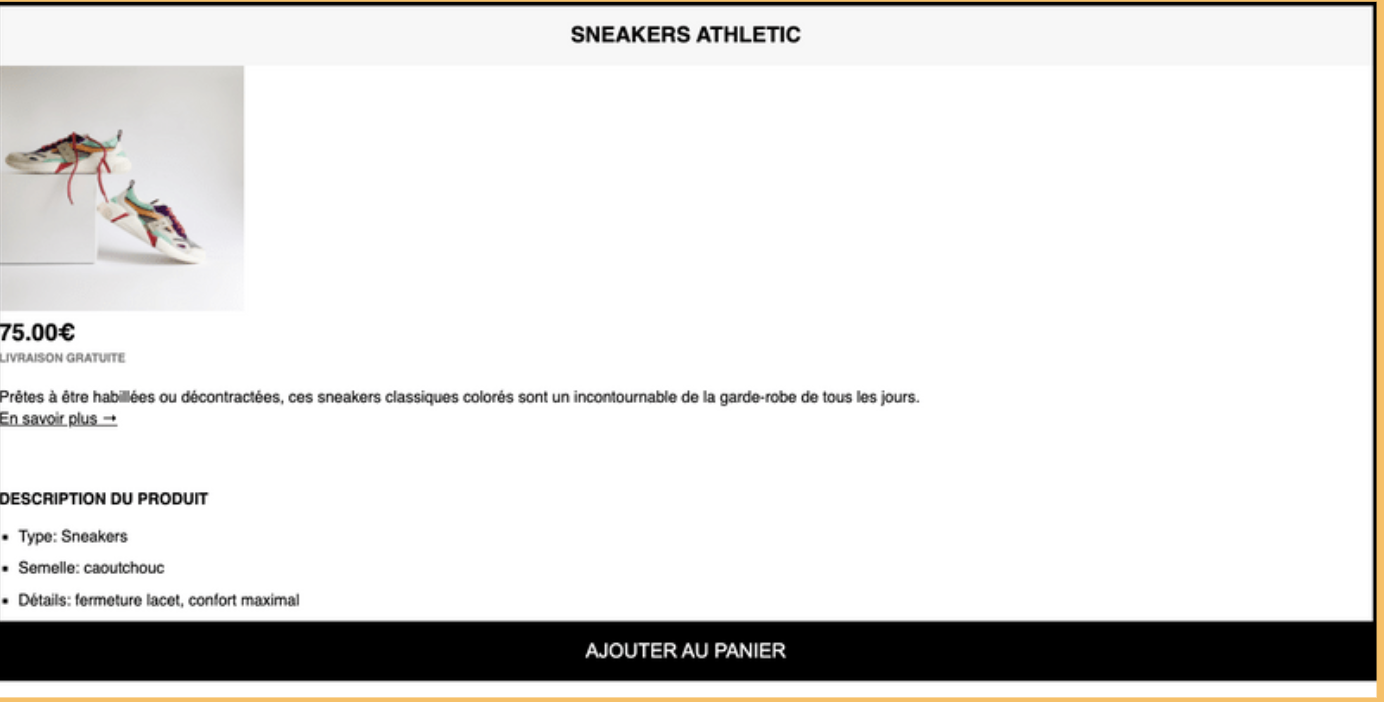 SNEAKERS ATHLETIC
75.00€
LIVRAISON GRATUITE
Prêtes à être habillées ou décontractées, ces sneakers classiques colorés sont un incontournable de la garde-robe de tous les jours.
En savoir plus →
DESCRIPTION DU PRODUIT
▪ Type: Sneakers
▪ Semelle: caoutchouc
▪ Détails: fermeture lacet, confort maximal
AJOUTER AU PANIER